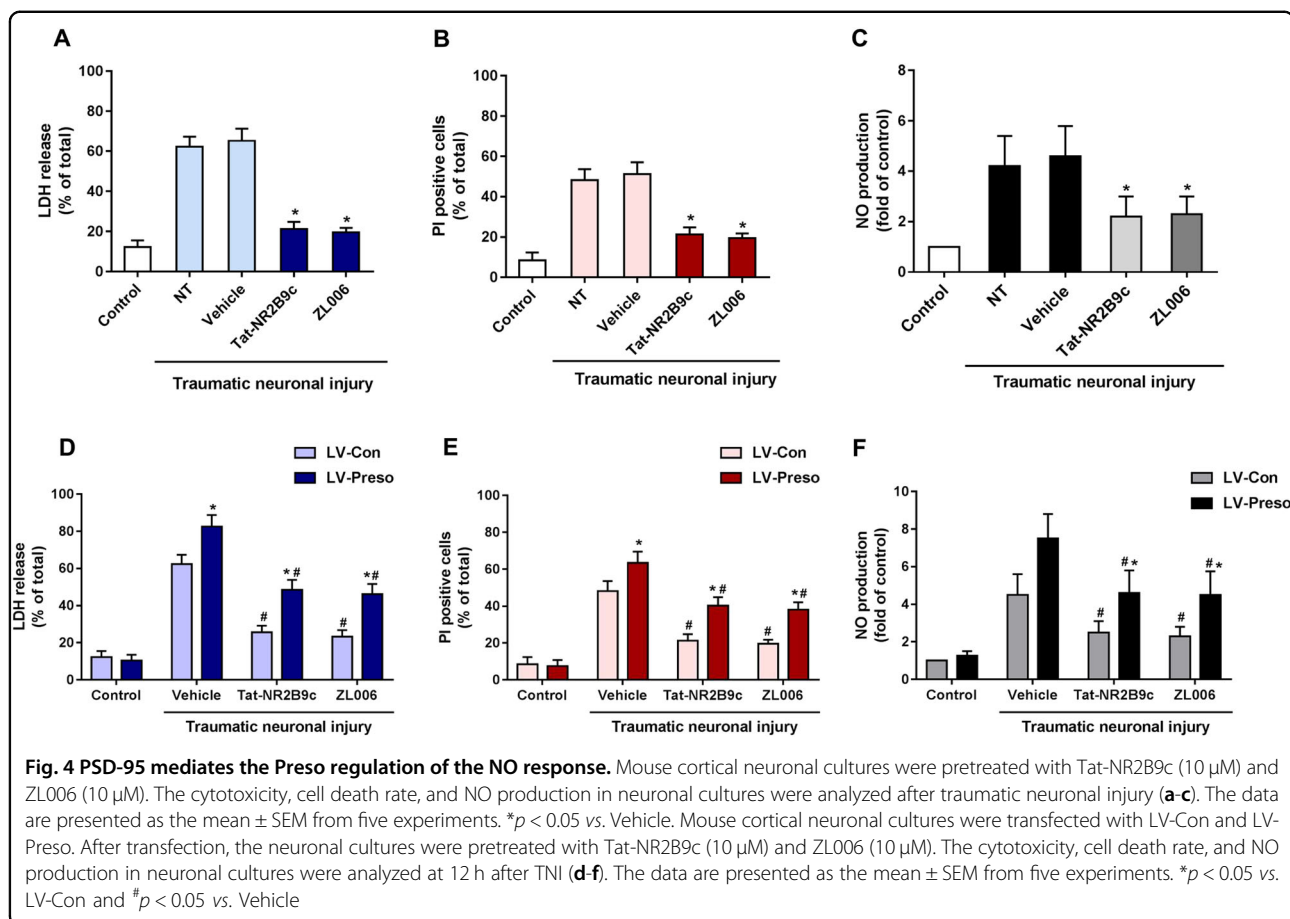 A
LDH release
(% of total)
100
80
60
40
20
0
*
*
Control
NT
Vehicle
Tat-NR2B9c
ZL006
Traumatic neuronal injury
B
PI positive cells
(% of total)
100
80
60
40
20
0
*
*
Control
NT
Vehicle
Tat-NR2B9c
ZL006
Traumatic neuronal injury
C
NO production
(fold of control)
8
6
4
2
0
*
*
Control
NT
Vehicle
Tat-NR2B9c
ZL006
Traumatic neuronal injury
D
LV-Con
LV-Preso
LDH release
(% of total)
100
80
60
40
20
0
*
#
*#
#
*#
Control
Vehicle
Tat-NR2B9c
ZL006
Traumatic neuronal injury
E
LV-Con
LV-Preso
PI positive cells
(% of total)
100
80
60
40
20
0
*
#
*#
#
*#
Control
Vehicle
Tat-NR2B9c
ZL006
Traumatic neuronal injury
F
LV-Con
LV-Preso
NO production
(fold of control)
10
8
6
4
2
0
#
#*
#
#*
Control
Vehicle
Tat-NR2B9c
ZL006
Traumatic neuronal injury
Fig. 4 PSD-95 mediates the Preso regulation of the NO response. Mouse cortical neuronal cultures were pretreated with Tat-NR2B9c (10 µM) and
ZL006 (10 µM). The cytotoxicity, cell death rate, and NO production in neuronal cultures were analyzed after traumatic neuronal injury (a-c). The data
are presented as the mean ± SEM from five experiments. *p < 0.05 vs. Vehicle. Mouse cortical neuronal cultures were transfected with LV-Con and LV-
Preso. After transfection, the neuronal cultures were pretreated with Tat-NR2B9c (10 µM) and ZL006 (10 µM). The cytotoxicity, cell death rate, and NO
production in neuronal cultures were analyzed at 12 h after TNI (d-f). The data are presented as the mean ± SEM from five experiments. *p < 0.05 vs.
LV-Con and #p < 0.05 vs. Vehicle